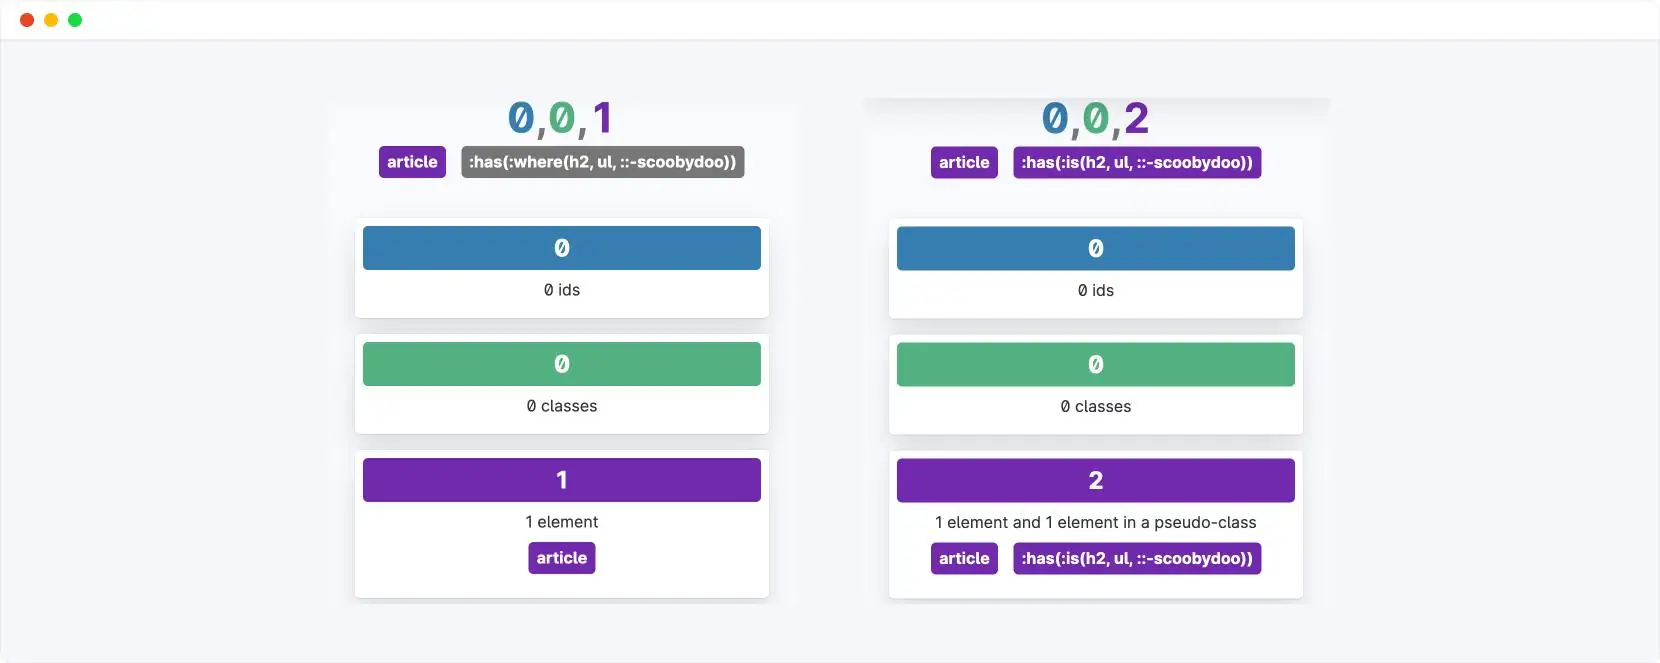 0,0,1
article :has(:where(h2, ul, ::-scoobydoo))
0
0 ids
0
0 classes
1
1 element
article
0,0,2
article :has(:is(h2, ul, ::-scoobydoo))
0
0 ids
0
0 classes
2
1 element and 1 element in a pseudo-class
article :has(:is(h2, ul, ::-scoobydoo))